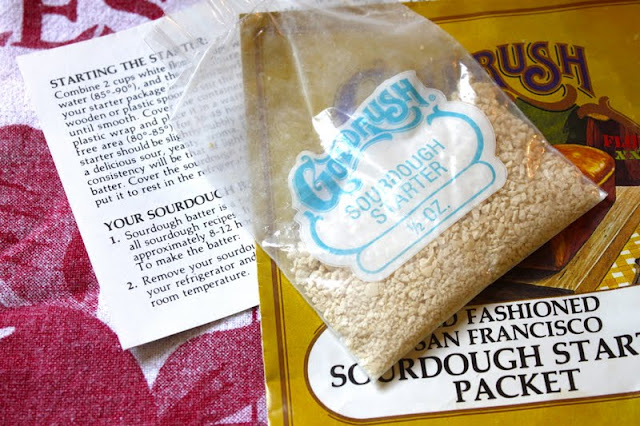 STARTING THE STARTER
Combine 2 cups white
water (85°-90°), and
your starter package
wooden or plastic
until smooth. Cover
plastic wrap and
free area (80°-85°)
starter should be
a delicious sour,
consistency will be
batter. Cover the sourdough
put it to rest in the
YOUR SOURDOUGH
1. Sourdough batter is
all sourdough recipes
approximately 8-12
To make the batter:
2. Remove your
your refrigerator and
room temperature.
GOLDRUSH
SOURDOUGH
STARTER
½ OZ.
RUSH
FASHIONED
SAN FRANCISCO
SOURDOUGH
PACKET